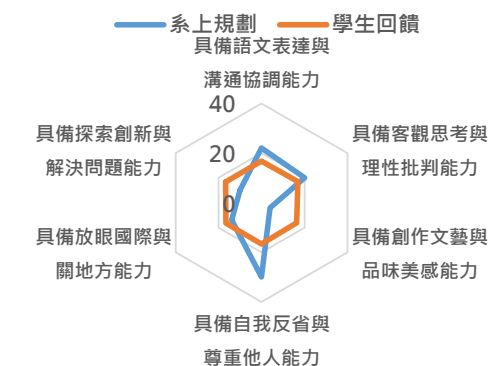 系上規劃 學生回饋
具備語文表達與
溝通協調能力
40
20
0
具備客觀思考與
理性批判能力
具備創作文藝與
品味美感能力
具備自我反省與
尊重他人能力
具備放眼國際與
關地方能力
具備探索創新與
解決問題能力